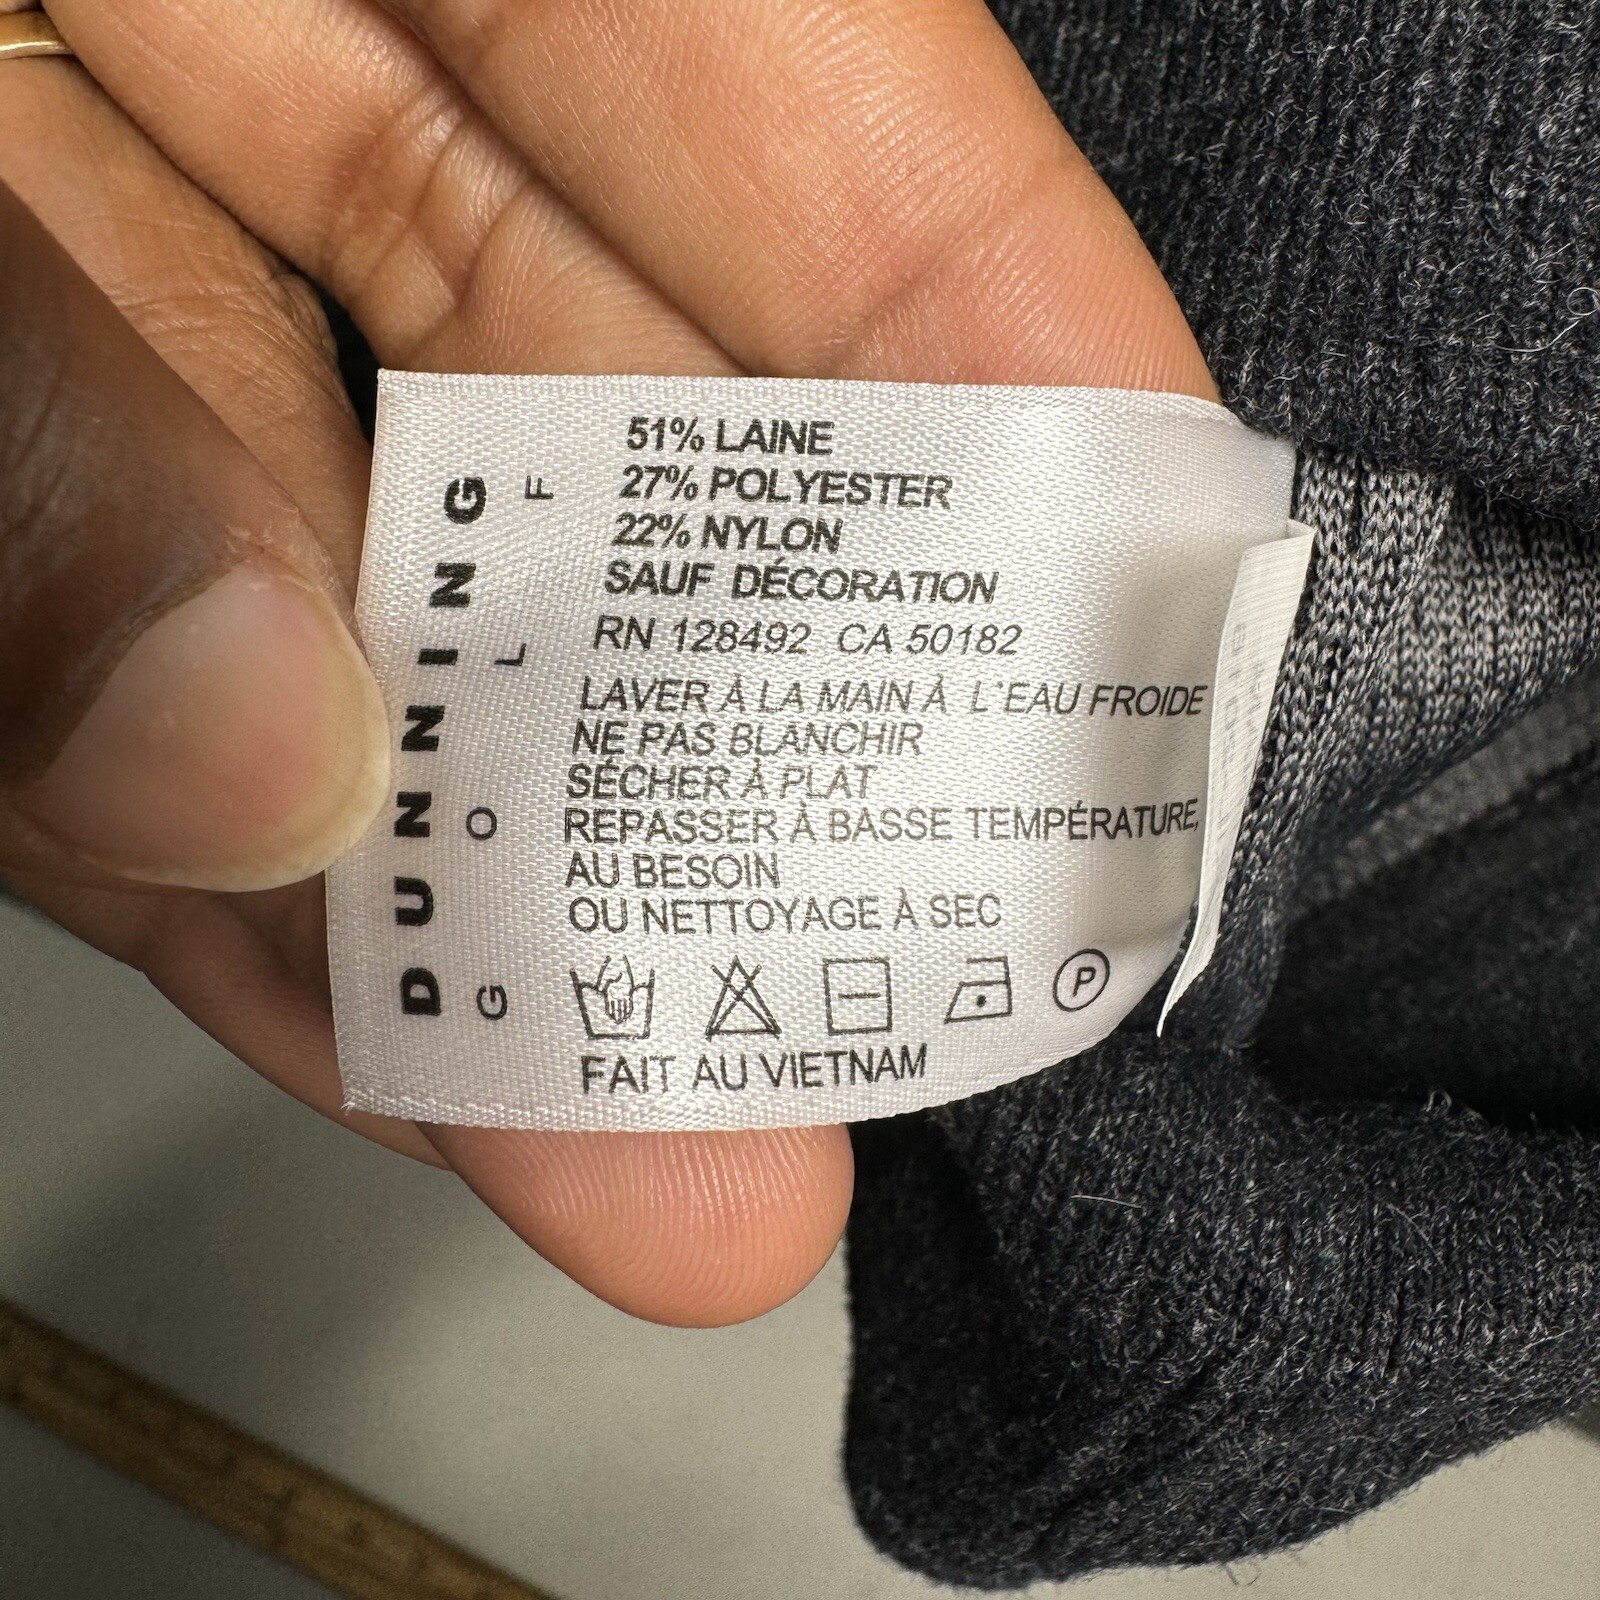 51% LAINE
27% POLYESTER
22% NYLON
SAUF DÉCORATION
RN 128492 CA 50182
LAVER À LA MAIN À L'EAU FROIDE
NE PAS BLANCHIR
SÉCHER À PLAT
REPASSER À BASSE TEMPÉRATURE,
AU BESOIN
OU NETTOYAGE À SEC
P
FAIT AU VIETNAM
DUNNING
GOLF